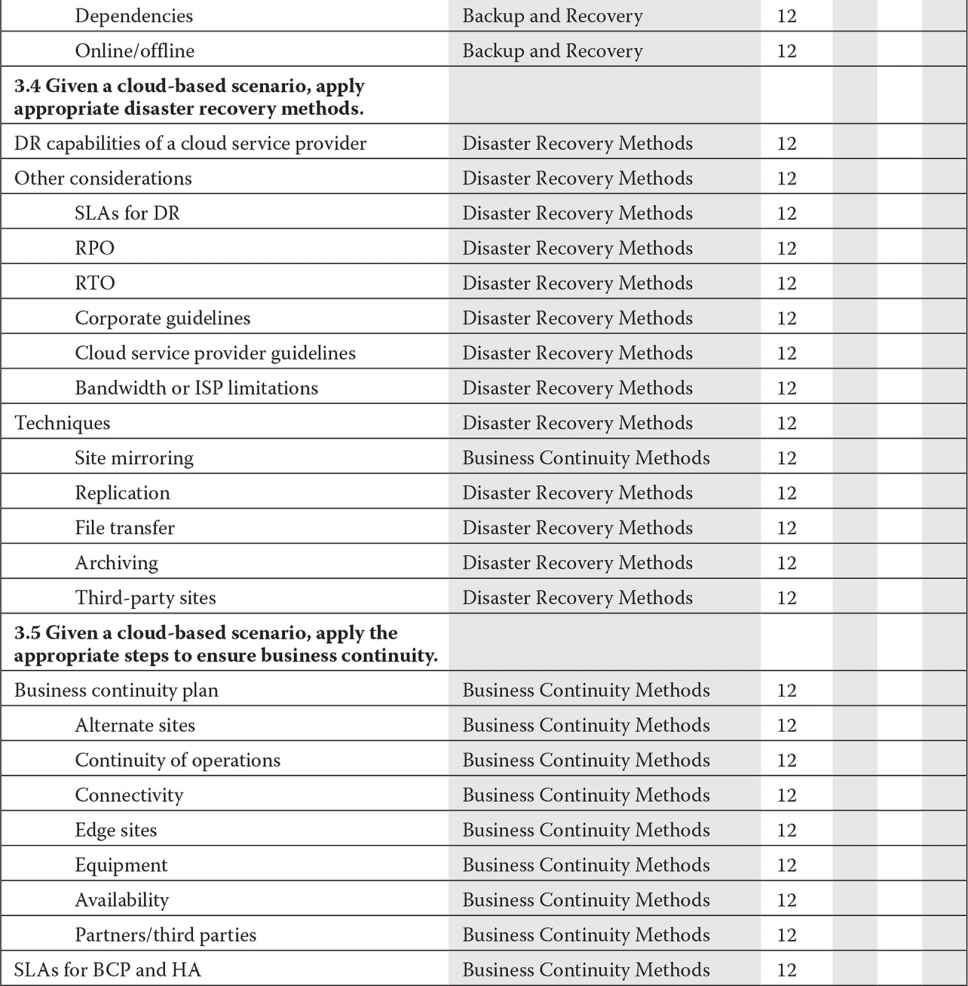 Dependencies Backup and Recovery 12
Online/offline Backup and Recovery 12
3.4 Given a cloud-based scenario, apply
appropriate disaster recovery methods.
DR capabilities of a cloud service provider Disaster Recovery Methods 12
Other considerations Disaster Recovery Methods 12
SLAs for DR Disaster Recovery Methods 12
RPO Disaster Recovery Methods 12
RTO Disaster Recovery Methods 12
Corporate guidelines Disaster Recovery Methods 12
Cloud service provider guidelines Disaster Recovery Methods 12
Bandwidth or ISP limitations Disaster Recovery Methods 12
Techniques Disaster Recovery Methods 12
Site mirroring Business Continuity Methods 12
Replication Disaster Recovery Methods 12
File transfer Disaster Recovery Methods 12
Archiving Disaster Recovery Methods 12
Third-party sites Disaster Recovery Methods 12
3.5 Given a cloud-based scenario, apply the
appropriate steps to ensure business continuity.
Business continuity plan Business Continuity Methods 12
Alternate sites Business Continuity Methods 12
Continuity of operations Business Continuity Methods 12
Connectivity Business Continuity Methods 12
Edge sites Business Continuity Methods 12
Equipment Business Continuity Methods 12
Availability Business Continuity Methods 12
Partners/third parties Business Continuity Methods 12
SLAs for BCP and HA Business Continuity Methods 12